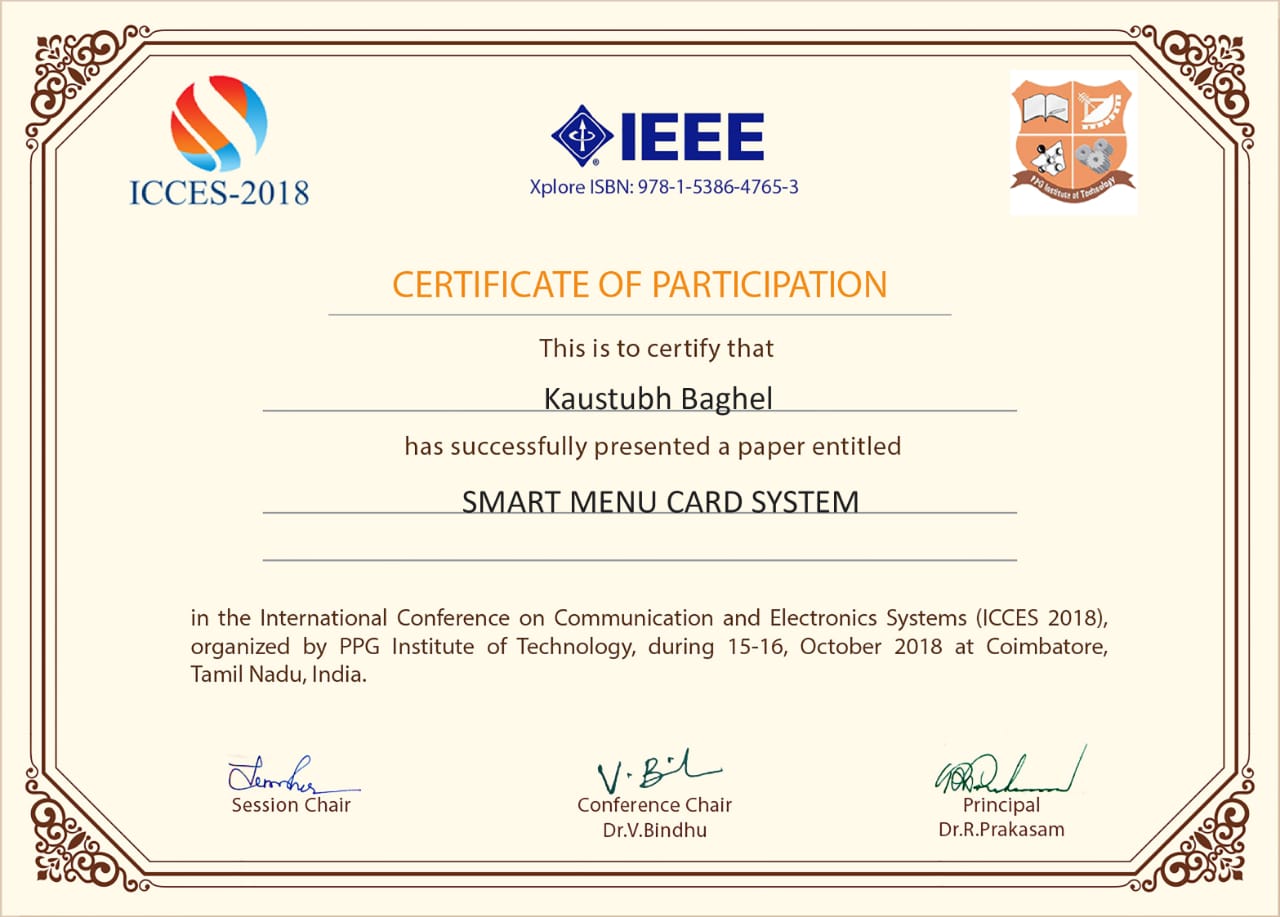 ICCES-2018
IEEE
Xplore ISBN: 978-1-5386-4765-3
PPG Institute of Technology
CERTIFICATE OF PARTICIPATION
This is to certify that
Kaustubh Baghel
has successfully presented a paper entitled
SMART MENU CARD SYSTEM
in the International Conference on Communication and Electronics Systems (ICCES 2018),
organized by PPG Institute of Technology, during 15-16, October 2018 at Coimbatore,
Tamil Nadu, India.
V. Bi
Session Chair
Conference Chair
Principal
Dr.V.Bindhu
Dr.R.Prakasam